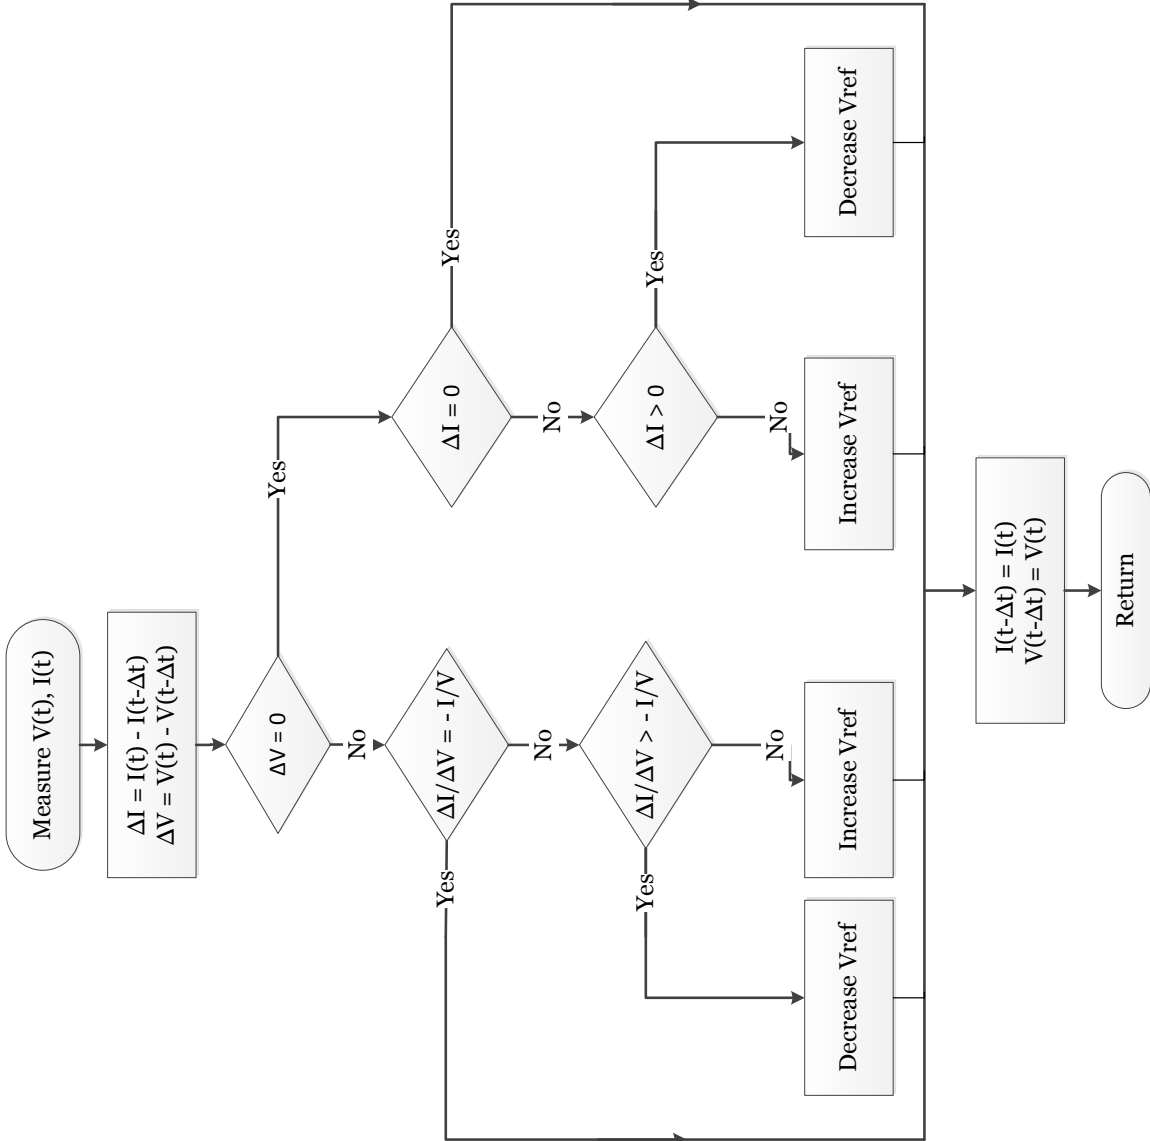 Measure V(t), I(t)
ΔI = I(t) - I(t-Δt)
ΔV = V(t) - V(t-Δt)
ΔV = 0
Yes
No
ΔI/ΔV = - I/V
Yes
No
ΔI/ΔV > - I/V
Yes
No
Decrease Vref
Increase Vref
ΔI = 0
Yes
No
ΔI > 0
Yes
No
Increase Vref
Decrease Vref
I(t-Δt) = I(t)
V(t-Δt) = V(t)
Return